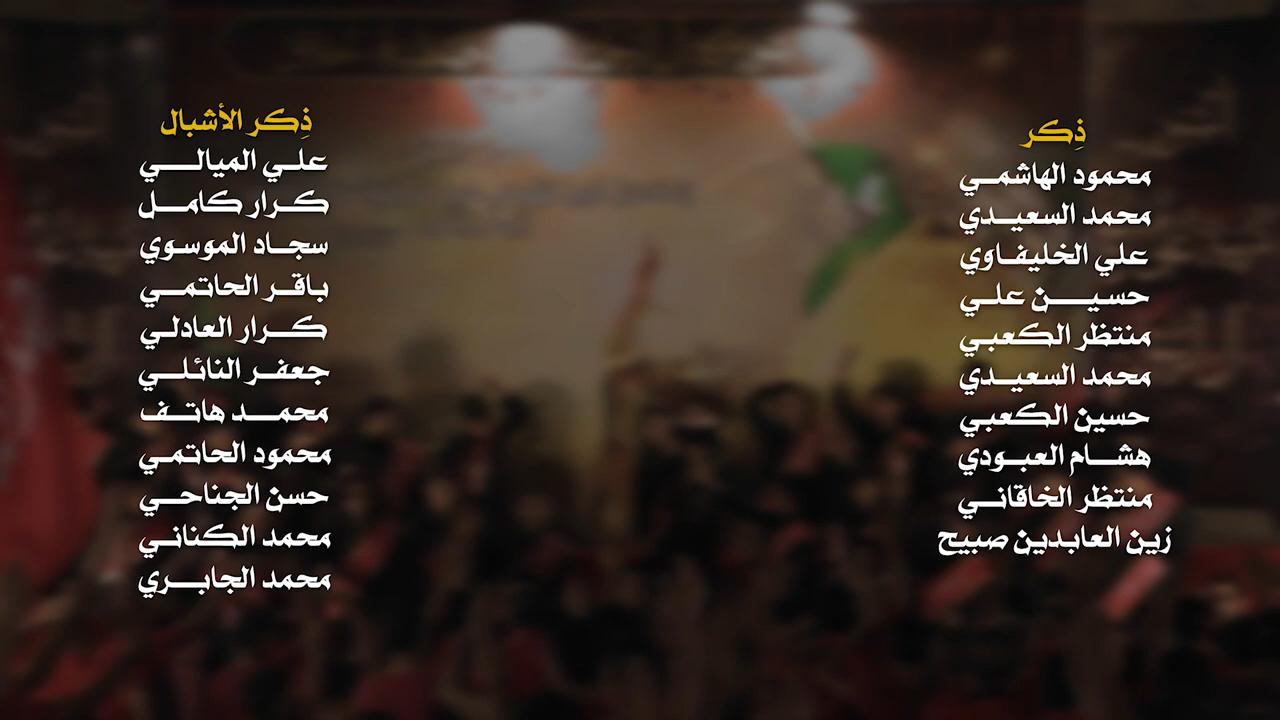 ذِكر
محمود الهاشمي
محمد السعيدي
علي الخليفاوي
حسين علي
منتظر الكعبي
محمد السعيدي
حسين الكعبي
هشام العبودي
منتظر الخاقاني
زين العابدين صبيح
ذِكر الأشبال
علي الميالي
كرار كامل
سجاد الموسوي
باقر الحاتمي
كرار العادلي
جعفر النائلي
محمد هاتف
محمود الحاتمي
حسن الجناحي
محمد الكناني
محمد الجابري